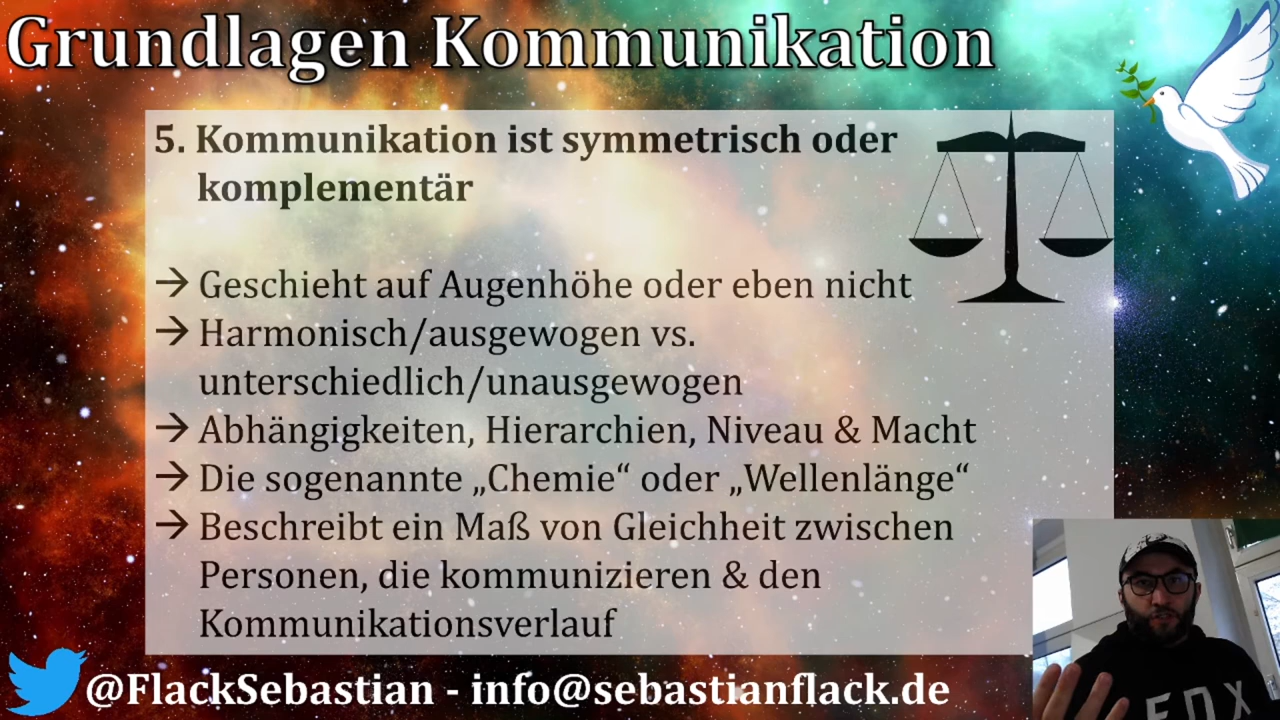 Grundlagen Kommunikation
5. Kommunikation ist symmetrisch oder
komplementär
→ Geschieht auf Augenhöhe oder eben nicht
→ Harmonisch/ausgewogen vs.
unterschiedlich/unausgewogen
→ Abhängigkeiten, Hierarchien, Niveau & Macht
→ Die sogenannte „Chemie“ oder „Wellenlänge“
→ Beschreibt ein Maß von Gleichheit zwischen
Personen, die kommunizieren & den
Kommunikationsverlauf
@FlackSebastian - info@sebastianflack.de